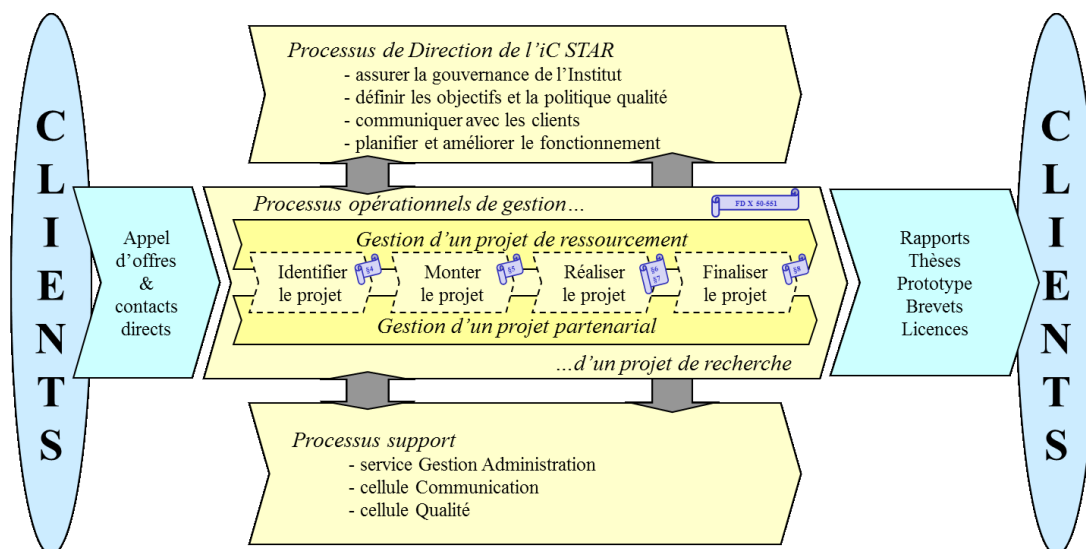 CLIENTS
Processus de Direction de l’iC STAR
- assurer la gouvernance de l’Institut
- définir les objectifs et la politique qualité
- communiquer avec les clients
- planifier et améliorer le fonctionnement
Appel
d’offres
&
contacts
directs
Processus opérationnels de gestion…
FD X 50-551
Gestion d’un projet de ressourcement
Identifier
le projet
§4
Monter
le projet
§5
Réaliser
le projet
§6
§7
Finaliser
le projet
§8
Gestion d’un projet partenarial
…d’un projet de recherche
Rapports
Thèses
Prototype
Brevets
Licences
Processus support
- service Gestion Administration
- cellule Communication
- cellule Qualité
CLIENTS